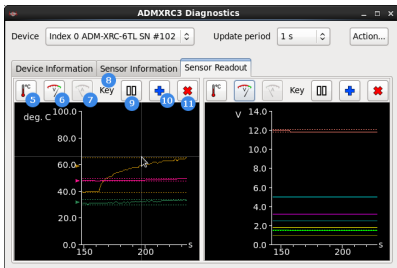 ADMXRC3 Diagnostics
Device Index 0 ADM-XRC-6TL SN #102 Update period 1 s Action...
Device Information Sensor Information Sensor Readout
8
°C V Key °C V Key
5 6 7 9 10 11
deg. C 100.0 V 14.0
12.0
80.0 10.0
60.0 8.0
40.0 6.0
4.0
20.0 2.0
0.0 0.0
150 200 s 150 200 s